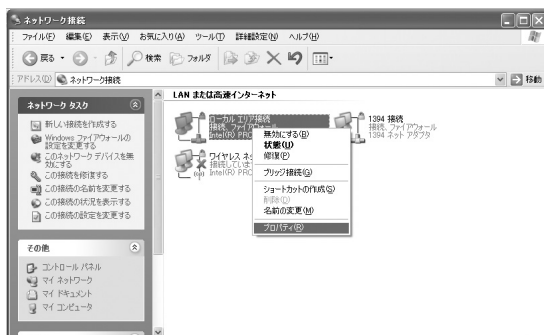 ネットワーク接続
ファイル(F) 編集(E) 表示(V) お気に入り(A) ツール(T) 詳細設定(N) ヘルプ(H)
戻る 検索 フォルダ
アドレス(D) ネットワーク接続 移動
ネットワーク タスク
新しい接続を作成する
Windows ファイアウォールの
設定を変更する
このネットワーク デバイスを無
効にする
この接続を修復する
この接続の名前を変更する
この接続の状況を表示する
この接続の設定を変更する
その他
コントロール パネル
マイ ネットワーク
マイ ドキュメント
マイ コンピュータ
LAN または高速インターネット
ローカル エリア接続
接続、ファイアウォール
Intel(R) PRO
1394 接続
接続、ファイアウォール
1394 ネット アダプタ
ワイヤレス ネ
接続していま
Intel(R) PRO
無効にする(B)
状態(U)
修復(P)
ブリッジ接続(G)
ショートカットの作成(S)
削除(D)
名前の変更(M)
プロパティ(R)